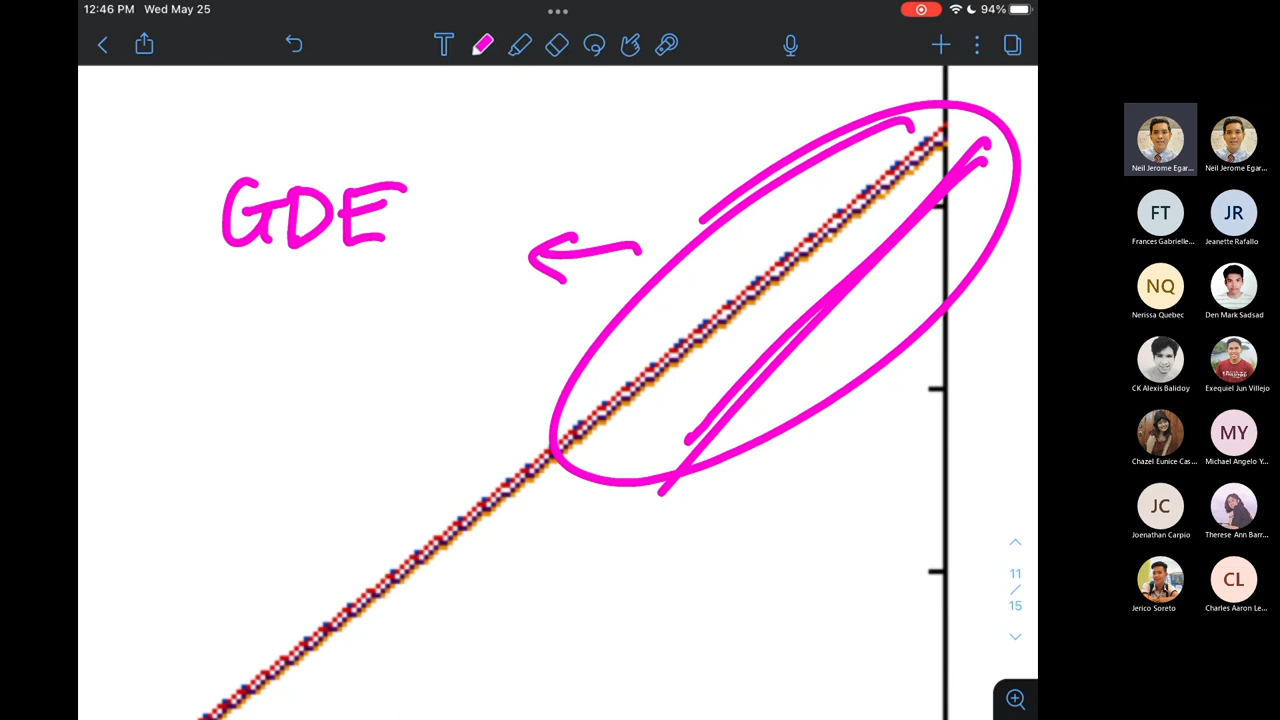 12:46 PM Wed May 25
94%
T
GDE
11
/
15
Neil Jerome Egar...
Neil Jerome Egar...
FT
JR
Frances Gabrielle...
Jeanette Rafallo
NQ
Nerissa Quebec
Den Mark Sadsad
CK Alexis Balidoy
Exequiel Jun Villejo
MY
Chazel Eunice Cas...
Michael Angelo Y...
JC
Joenathan Carpio
Therese Ann Barr...
CL
Jerico Soreto
Charles Aaron Le...